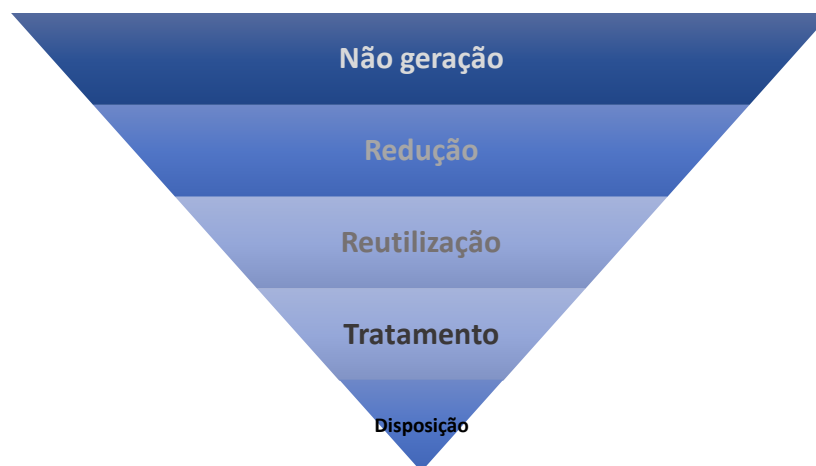 Não geração
Redução
Reutilização
Tratamento
Disposição